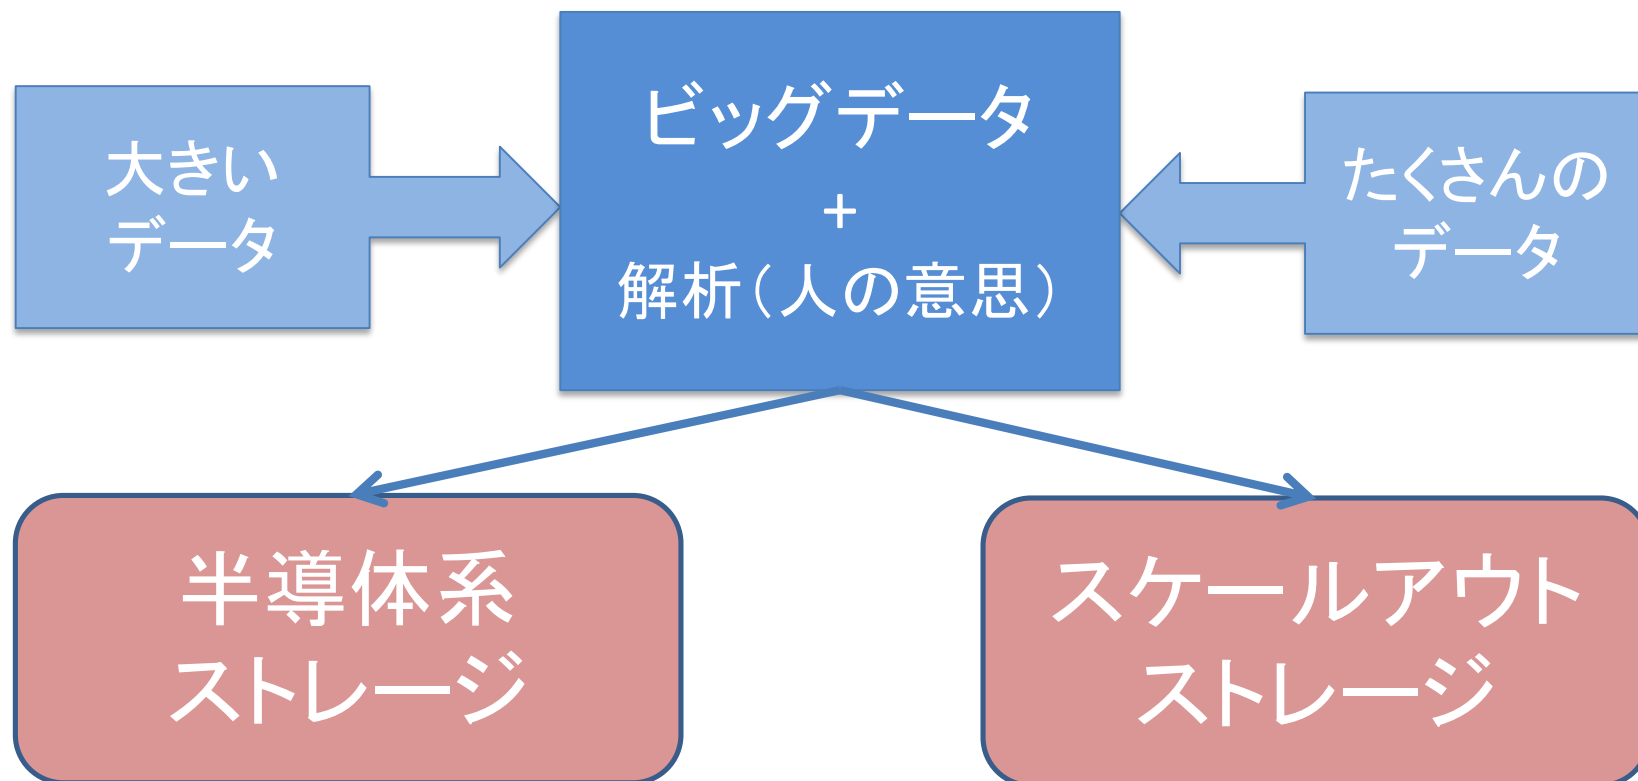 大きい
データ
ビッグデータ
+
解析（人の意思）
たくさんの
データ
半導体系
ストレージ
スケールアウト
ストレージ